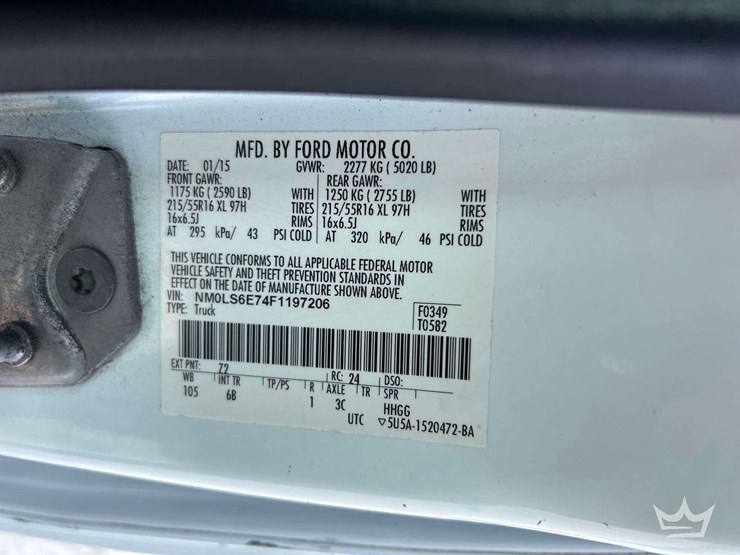 MFD. BY FORD MOTOR CO.
DATE: 01/15 GVWR: 2277 KG ( 5020 LB)
FRONT GAWR: REAR GAWR:
1175 KG ( 2590 LB) WITH 1250 KG ( 2755 LB) WITH
215/55R16 XL 97H TIRES 215/55R16 XL 97H TIRES
16x6.5J RIMS 16x6.5J RIMS
AT 295 kPa/ 43 PSI COLD AT 320 kPa/ 46 PSI COLD
THIS VEHICLE CONFORMS TO ALL APPLICABLE FEDERAL MOTOR
VEHICLE SAFETY AND THEFT PREVENTION STANDARDS IN
EFFECT ON THE DATE OF MANUFACTURE SHOWN ABOVE.
VIN: NM0LS6E74F1197206
TYPE: Truck
F0349
T0582
EXT PNT: 72 RC: 24 DSO:
WB INT TR TP/PS R AXLE TR SPR
105 6B 1 3C HHGG
UTC ▽5U5A-1520472-BA